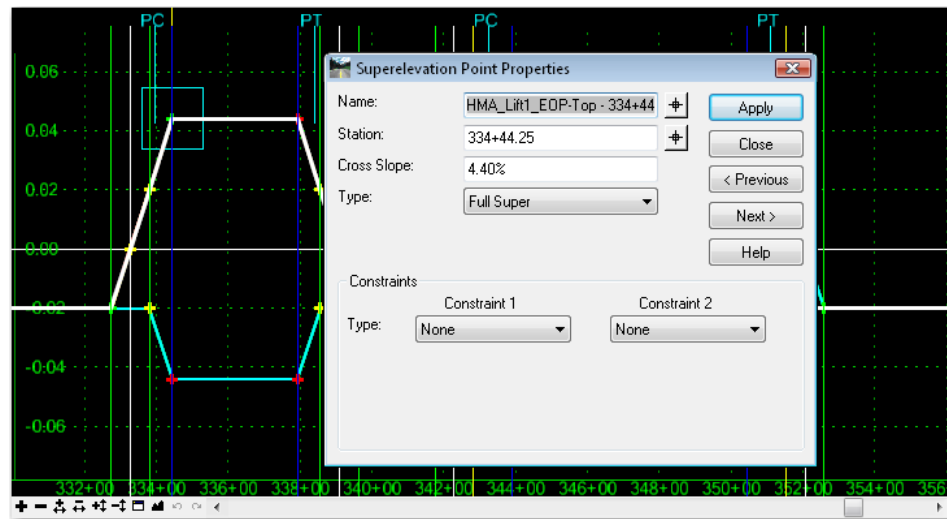 PC PT PC PT
Superelevation Point Properties
Name: HMA_Lift1_EOP-Top - 334+44
Station: 334+44.25
Cross Slope: 4.40%
Type: Full Super
Apply
Close
< Previous
Next >
Help
Constraints
Constraint 1 Constraint 2
Type: None None
0.06
0.04
0.02
0.00
-0.02
-0.04
-0.06
332+00 334+00 336+00 338+00 340+00 342+00 344+00 346+00 348+00 350+00 352+00 354+00 356